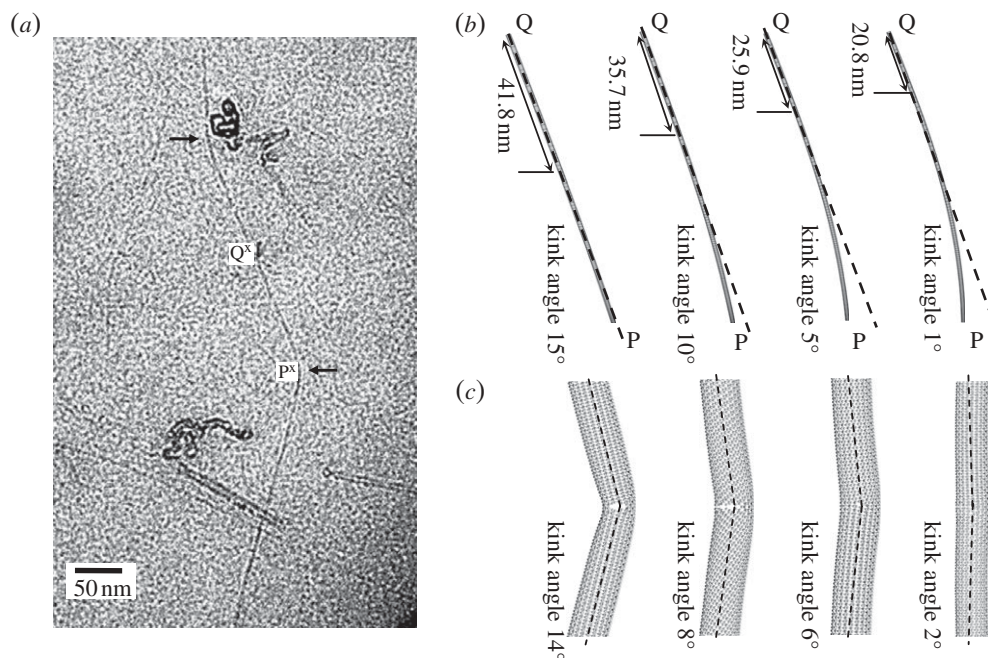 (a)
Qˣ
Pˣ
50 nm
(b)
Q
41.8 nm
kink angle 15°
P
Q
35.7 nm
kink angle 10°
P
Q
25.9 nm
kink angle 5°
P
Q
20.8 nm
kink angle 1°
P
(c)
kink angle 14°
kink angle 8°
kink angle 6°
kink angle 2°